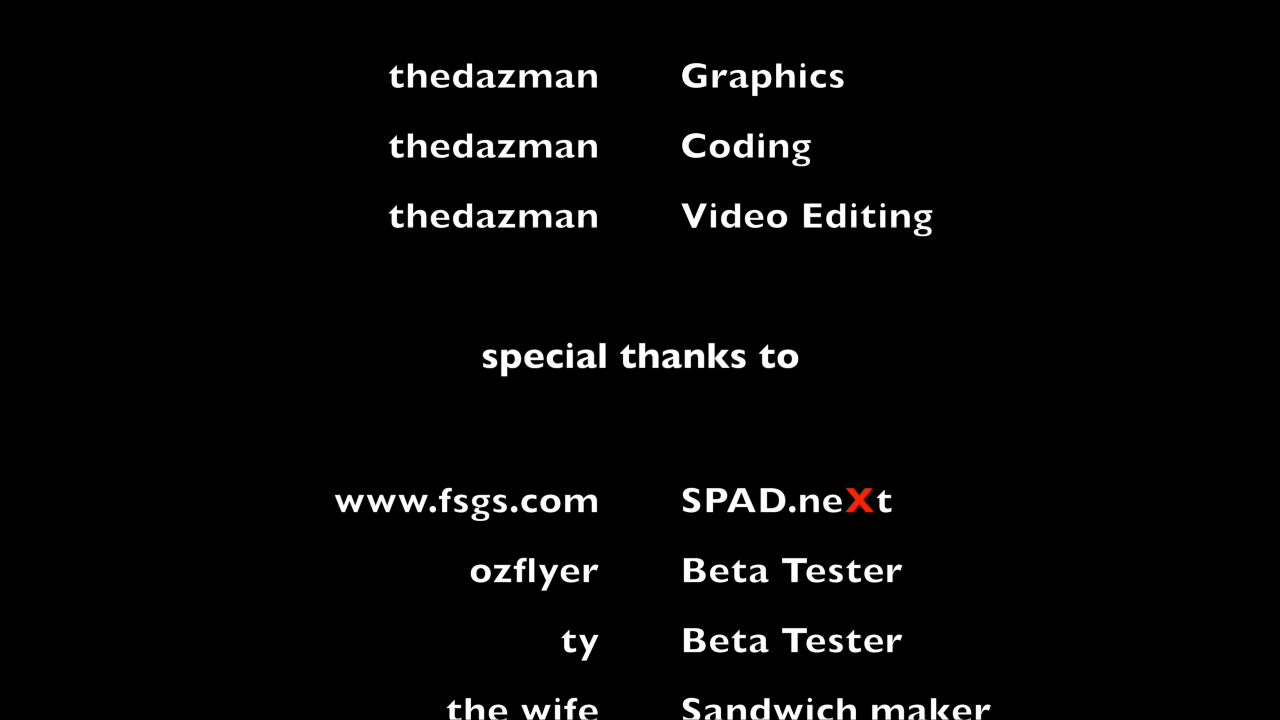 thedazman Graphics
thedazman Coding
thedazman Video Editing
special thanks to
www.fsgs.com SPAD.neXt
ozflyer Beta Tester
ty Beta Tester
the wife Sandwich maker